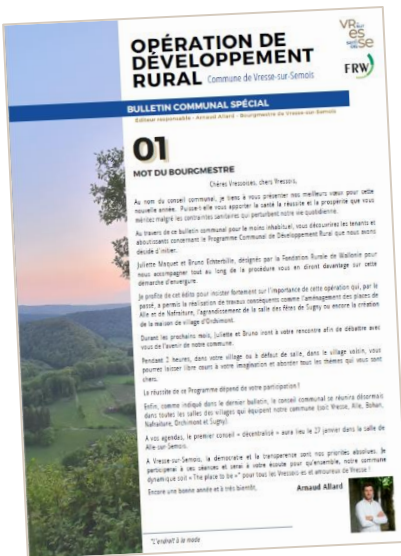 OPÉRATION DE
DÉVELOPPEMENT
RURAL Commune de Vresse-sur-Semois
VRESSE
FRW
BULLETIN COMMUNAL SPÉCIAL
Editeur responsable - Arnaud Allard - Bourgmestre de Vresse-sur-Semois
01
MOT DU BOURGMESTRE
Chères Vressoises, chers Vressois,
Au nom du conseil communal, je tiens à vous présenter nos meilleurs vœux pour cette
nouvelle année. Puisse-t-elle vous apporter la santé la réussite et la prospérité que vous
méritez malgré les contraintes sanitaires qui perturbent notre vie quotidienne.
Au travers de ce bulletin communal pour le moins inhabituel, vous découvrirez les tenants et
aboutissants concernant le Programme Communal de Développement Rural que nous avons
décidé d'initier.
Juliette Maquet et Bruno Echterbille, désignés par la Fondation Rurale de Wallonie pour
nous accompagner tout au long de la procédure vous en diront davantage sur cette
démarche d'envergure.
Je profite de cet édito pour insister fortement sur l'importance de cette opération qui, par le
passé, a permis la réalisation de travaux conséquents comme l'aménagement des places de
Alle et de Nafraiture, l'agrandissement de la salle des fêtes de Sugny ou encore la création
de la maison de village d'Orchimont.
Durant les prochains mois, Juliette et Bruno iront à votre rencontre afin de débattre avec
vous de l'avenir de notre commune.
Pendant 2 heures, dans votre village ou à défaut de salle, dans le village voisin, vous
pourrez laisser libre cours à votre imagination et aborder tous les thèmes qui vous sont
chers.
La réussite de ce Programme dépend de votre participation !
Enfin, comme indiqué dans le dernier bulletin, le conseil communal se réunira désormais
dans toutes les salles des villages qui équipent notre commune (soit Vresse, Alle, Bohan,
Nafraiture, Orchimont et Sugny).
A vos agendas, le premier conseil « décentralisé » aura lieu le 27 janvier dans la salle de
Alle-sur-Semois.
A Vresse-sur-Semois, la démocratie et la transparence sont nos priorités absolues. Je
participerai à ces séances et serai à votre écoute pour qu'ensemble, notre commune
dynamique soit « The place to be »* pour tous les Vressois et et amoureux de Vresse !
Encore une bonne année et à très bientôt,
Arnaud Allard
*L'endroit à la mode